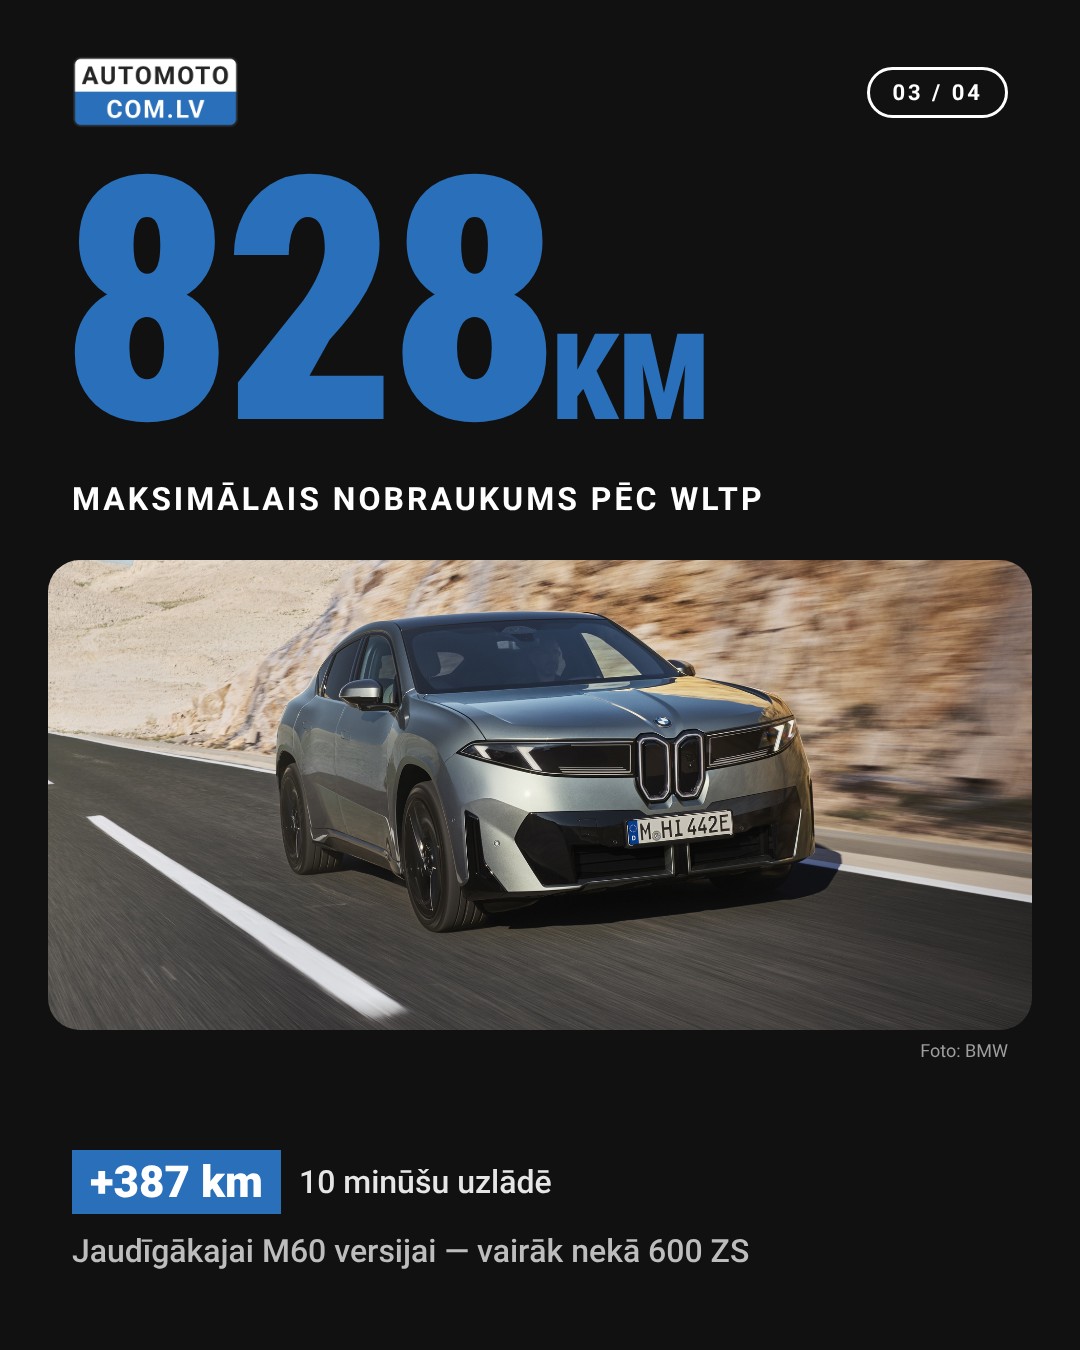 AUTOMOTO
COM.LV
03 / 04
828KM
MAKSIMĀLAIS NOBRAUKUMS PĒC WLTP
M HI 442E
Foto: BMW
+387 km 10 minūšu uzlādē
Jaudīgākajai M60 versijai — vairāk nekā 600 ZS